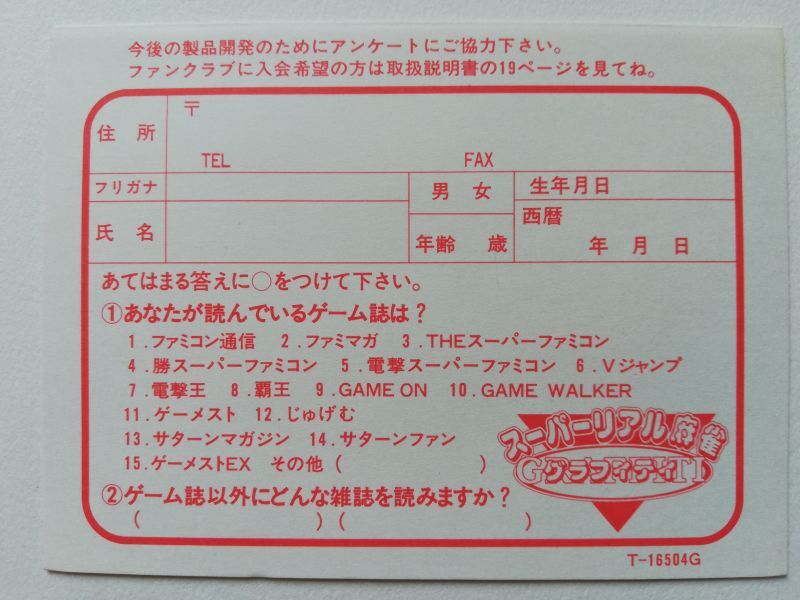 今後の製品開発のためにアンケートにご協力下さい。
ファンクラブに入会希望の方は取扱説明書の19ページを見てね。
住所
〒
TEL FAX
フリガナ
男 女
生年月日
氏名
年齢 歳
西暦
年 月 日
あてはまる答えに○をつけて下さい。
①あなたが読んでいるゲーム誌は?
1.ファミコン通信 2.ファミマガ 3.THEスーパーファミコン
4.勝スーパーファミコン 5.電撃スーパーファミコン 6.Vジャンプ
7.電撃王 8.覇王 9.GAME ON 10.GAME WALKER
11.ゲーメスト 12.じゅげむ
13.サターンマガジン 14.サターンファン
15.ゲーメストEX その他( )
②ゲーム誌以外にどんな雑誌を読みますか?
( )( )
スーパーリアル麻雀
グラフィティ
T-16504G